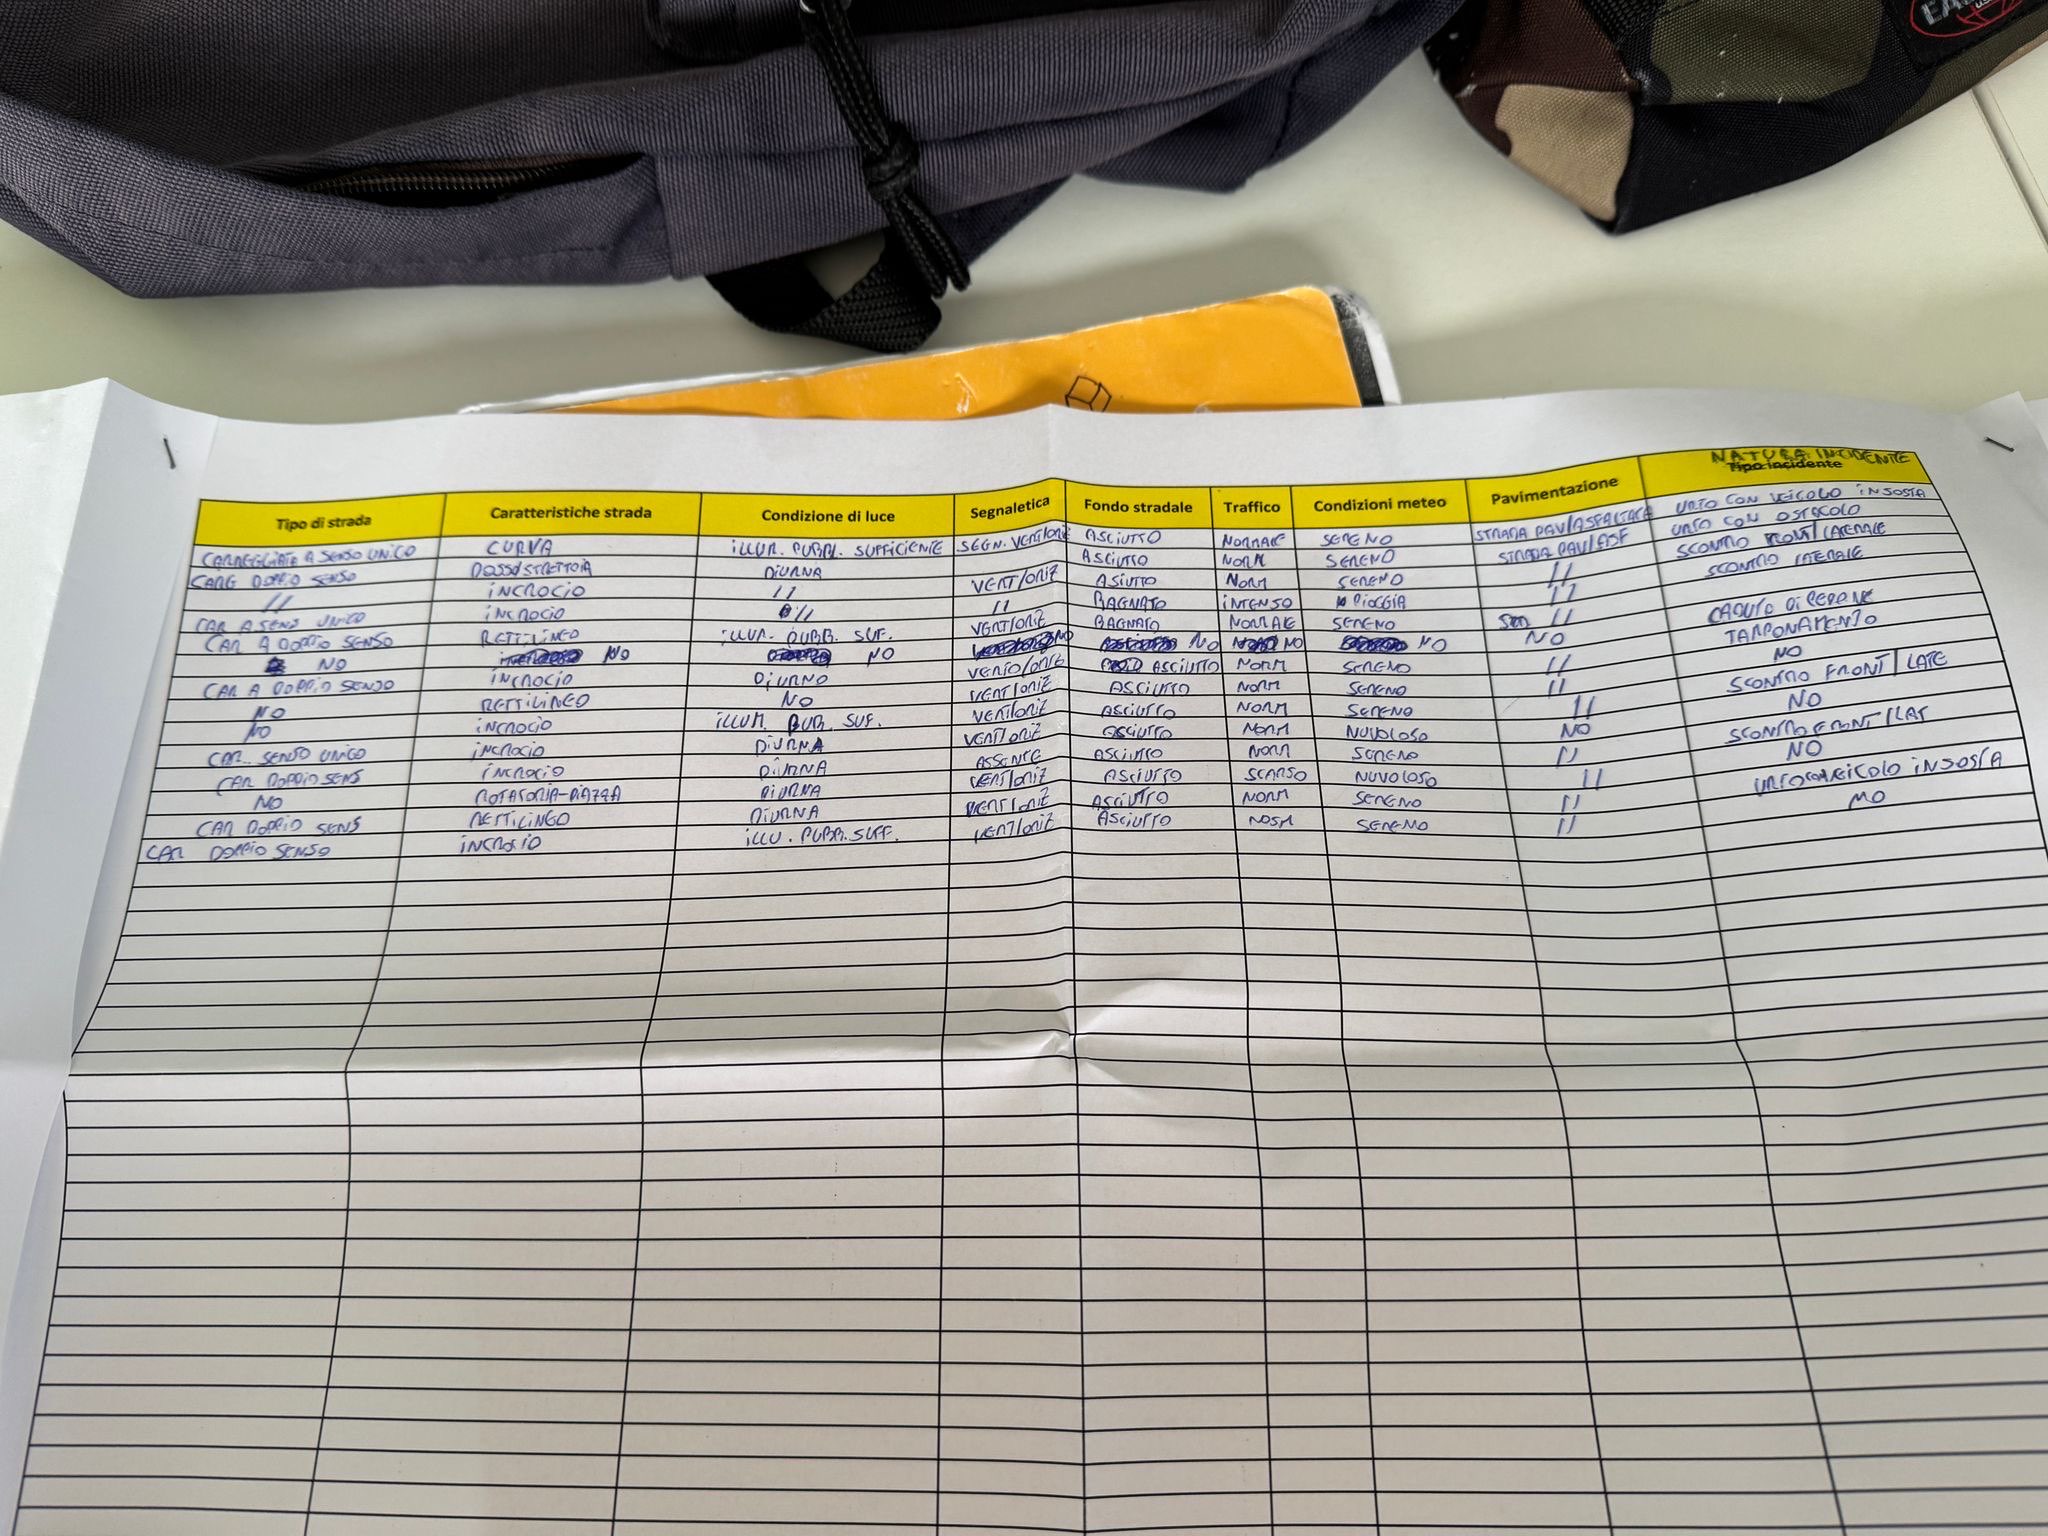 EA
NATURA INCIDENTE
Tipo di strada Caratteristiche strada Condizione di luce Segnaletica Fondo stradale Traffico Condizioni meteo Pavimentazione Tipo incidente
CARREGGIATE A SENSO UNICO CURVA ILLUM. PUBBL. SUFFICIENTE SEGN. VERT/ORIZ ASCIUTTO NORMALE SERENO STRADA PAV/ASFALTATA URTO CON VEICOLO IN SOSTA
CARG DOPPIO SENSO DOSSO/STRETTOIA DIURNA ASCIUTTO NORM SERENO STRADA PAV/ASF URTO CON OSTACOLO
// INCROCIO // VERT/ORIZ ASIUTTO NORM SERENO // SCONTRO FRONT/LATERALE
CAR A SENS UNICO INCROCIO // // BAGNATO INTENSO PIOGGIA // SCONTRO LATERALE
CAR A DOPPIO SENSO RETTILINEO ILLUM. PUBB. SUF. VERT/ORIZ BAGNATO NORMALE SERENO // CADUTA DI PEDONE
NO NO NO NO NO NO NO NO TAMPONAMENTO
CAR A DOPPIO SENSO INCROCIO DIURNO VERTO/ORIZ ASCIUTTO NORM SERENO // NO
NO RETTILINEO NO VERT/ORIZ ASCIUTTO NORM SERENO // SCONTRO FRONT/LATE
NO INCROCIO ILLUM. PUB. SUF. VERT/ORIZ ASCIUTTO NORM SERENO // NO
CAR. SENSO UNICO INCROCIO DIURNA VERT/ORIZ ASCIUTTO NORM NUVOLOSO NO SCONTRO FRONT/LAT
CAR DOPPIO SENS INCROCIO DIURNA ASSENTE ASCIUTTO NORM SERENO // NO
NO ROTATORIA-PIAZZA DIURNA VERT/ORIZ ASCIUTTO SCARSO NUVOLOSO // URTO VEICOLO IN SOSTA
CAR DOPPIO SENS RETTILINEO DIURNA VERT/ORIZ ASCIUTTO NORM SERENO // NO
CAR DOPPIO SENSO INCROCIO ILLU. PUBB. SUFF. VERT/ORIZ ASCIUTTO NORM SERENO //